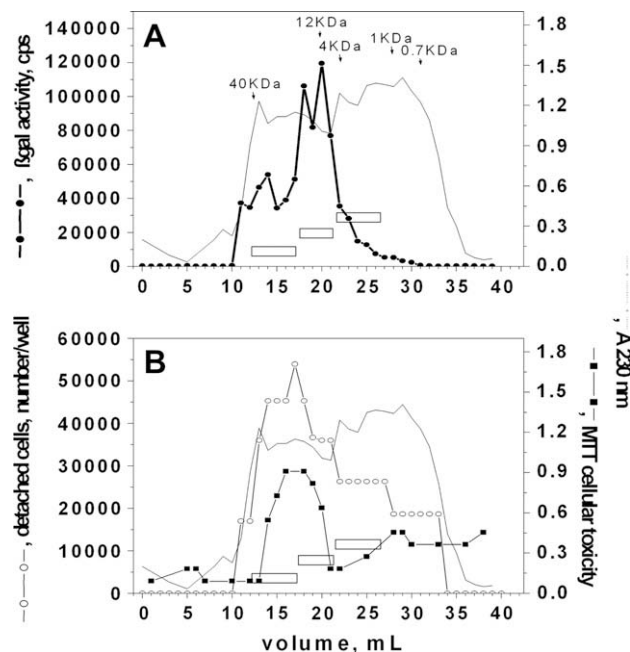 A
12KDa
4KDa
1KDa
0.7KDa
40KDa
140000
120000
100000
80000
60000
40000
20000
0
1.8
1.5
1.2
0.9
0.6
0.3
0.0
0 5 10 15 20 25 30 35 40
, ßgal activity, cps
B
60000
50000
40000
30000
20000
10000
0
1.8
1.5
1.2
0.9
0.6
0.3
0.0
0 5 10 15 20 25 30 35 40
volume, mL
, detached cells, number/well
, MTT cellular toxicity
, A 230 nm